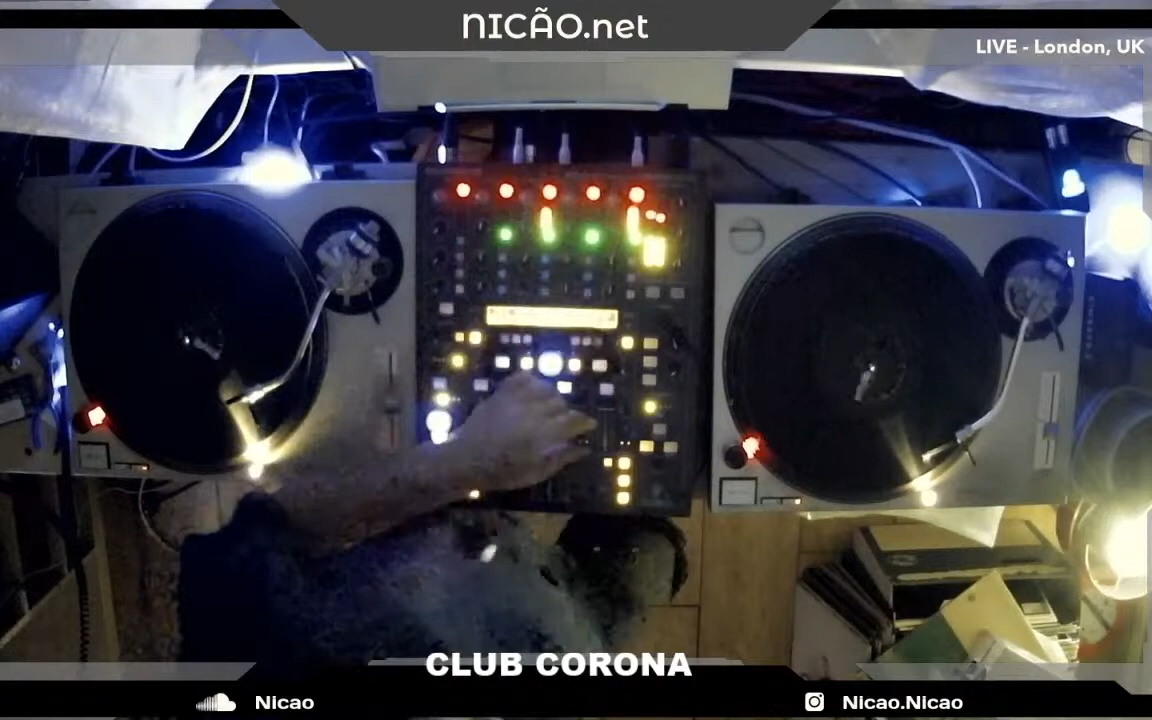 NICÃO.net
LIVE - London, UK
CLUB CORONA
Nicao
Nicao.Nicao